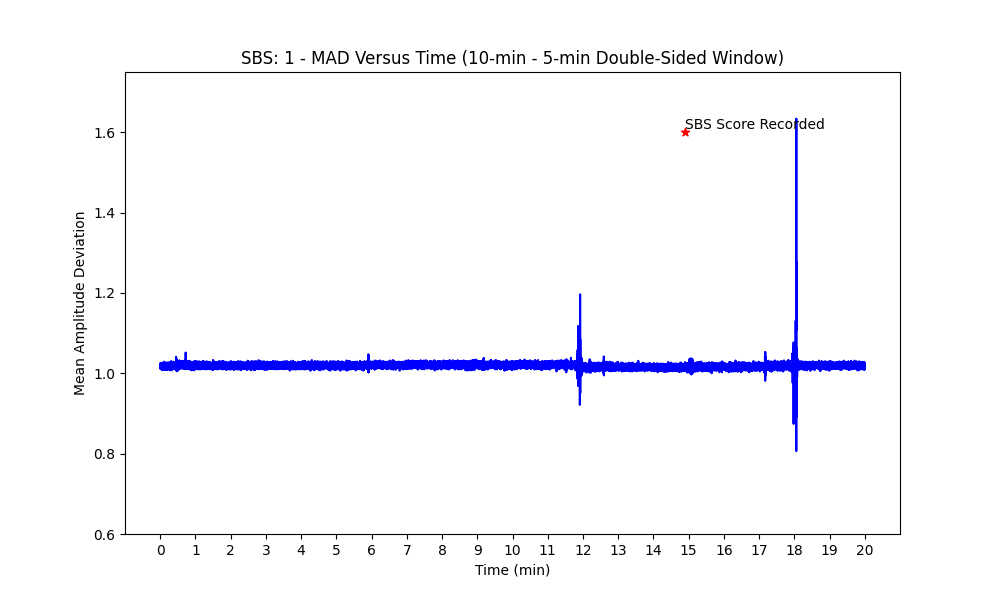 SBS: 1 - MAD Versus Time (10-min - 5-min Double-Sided Window)
SBS Score Recorded
Mean Amplitude Deviation
1.6
1.4
1.2
1.0
0.8
0.6
0 1 2 3 4 5 6 7 8 9 10 11 12 13 14 15 16 17 18 19 20
Time (min)